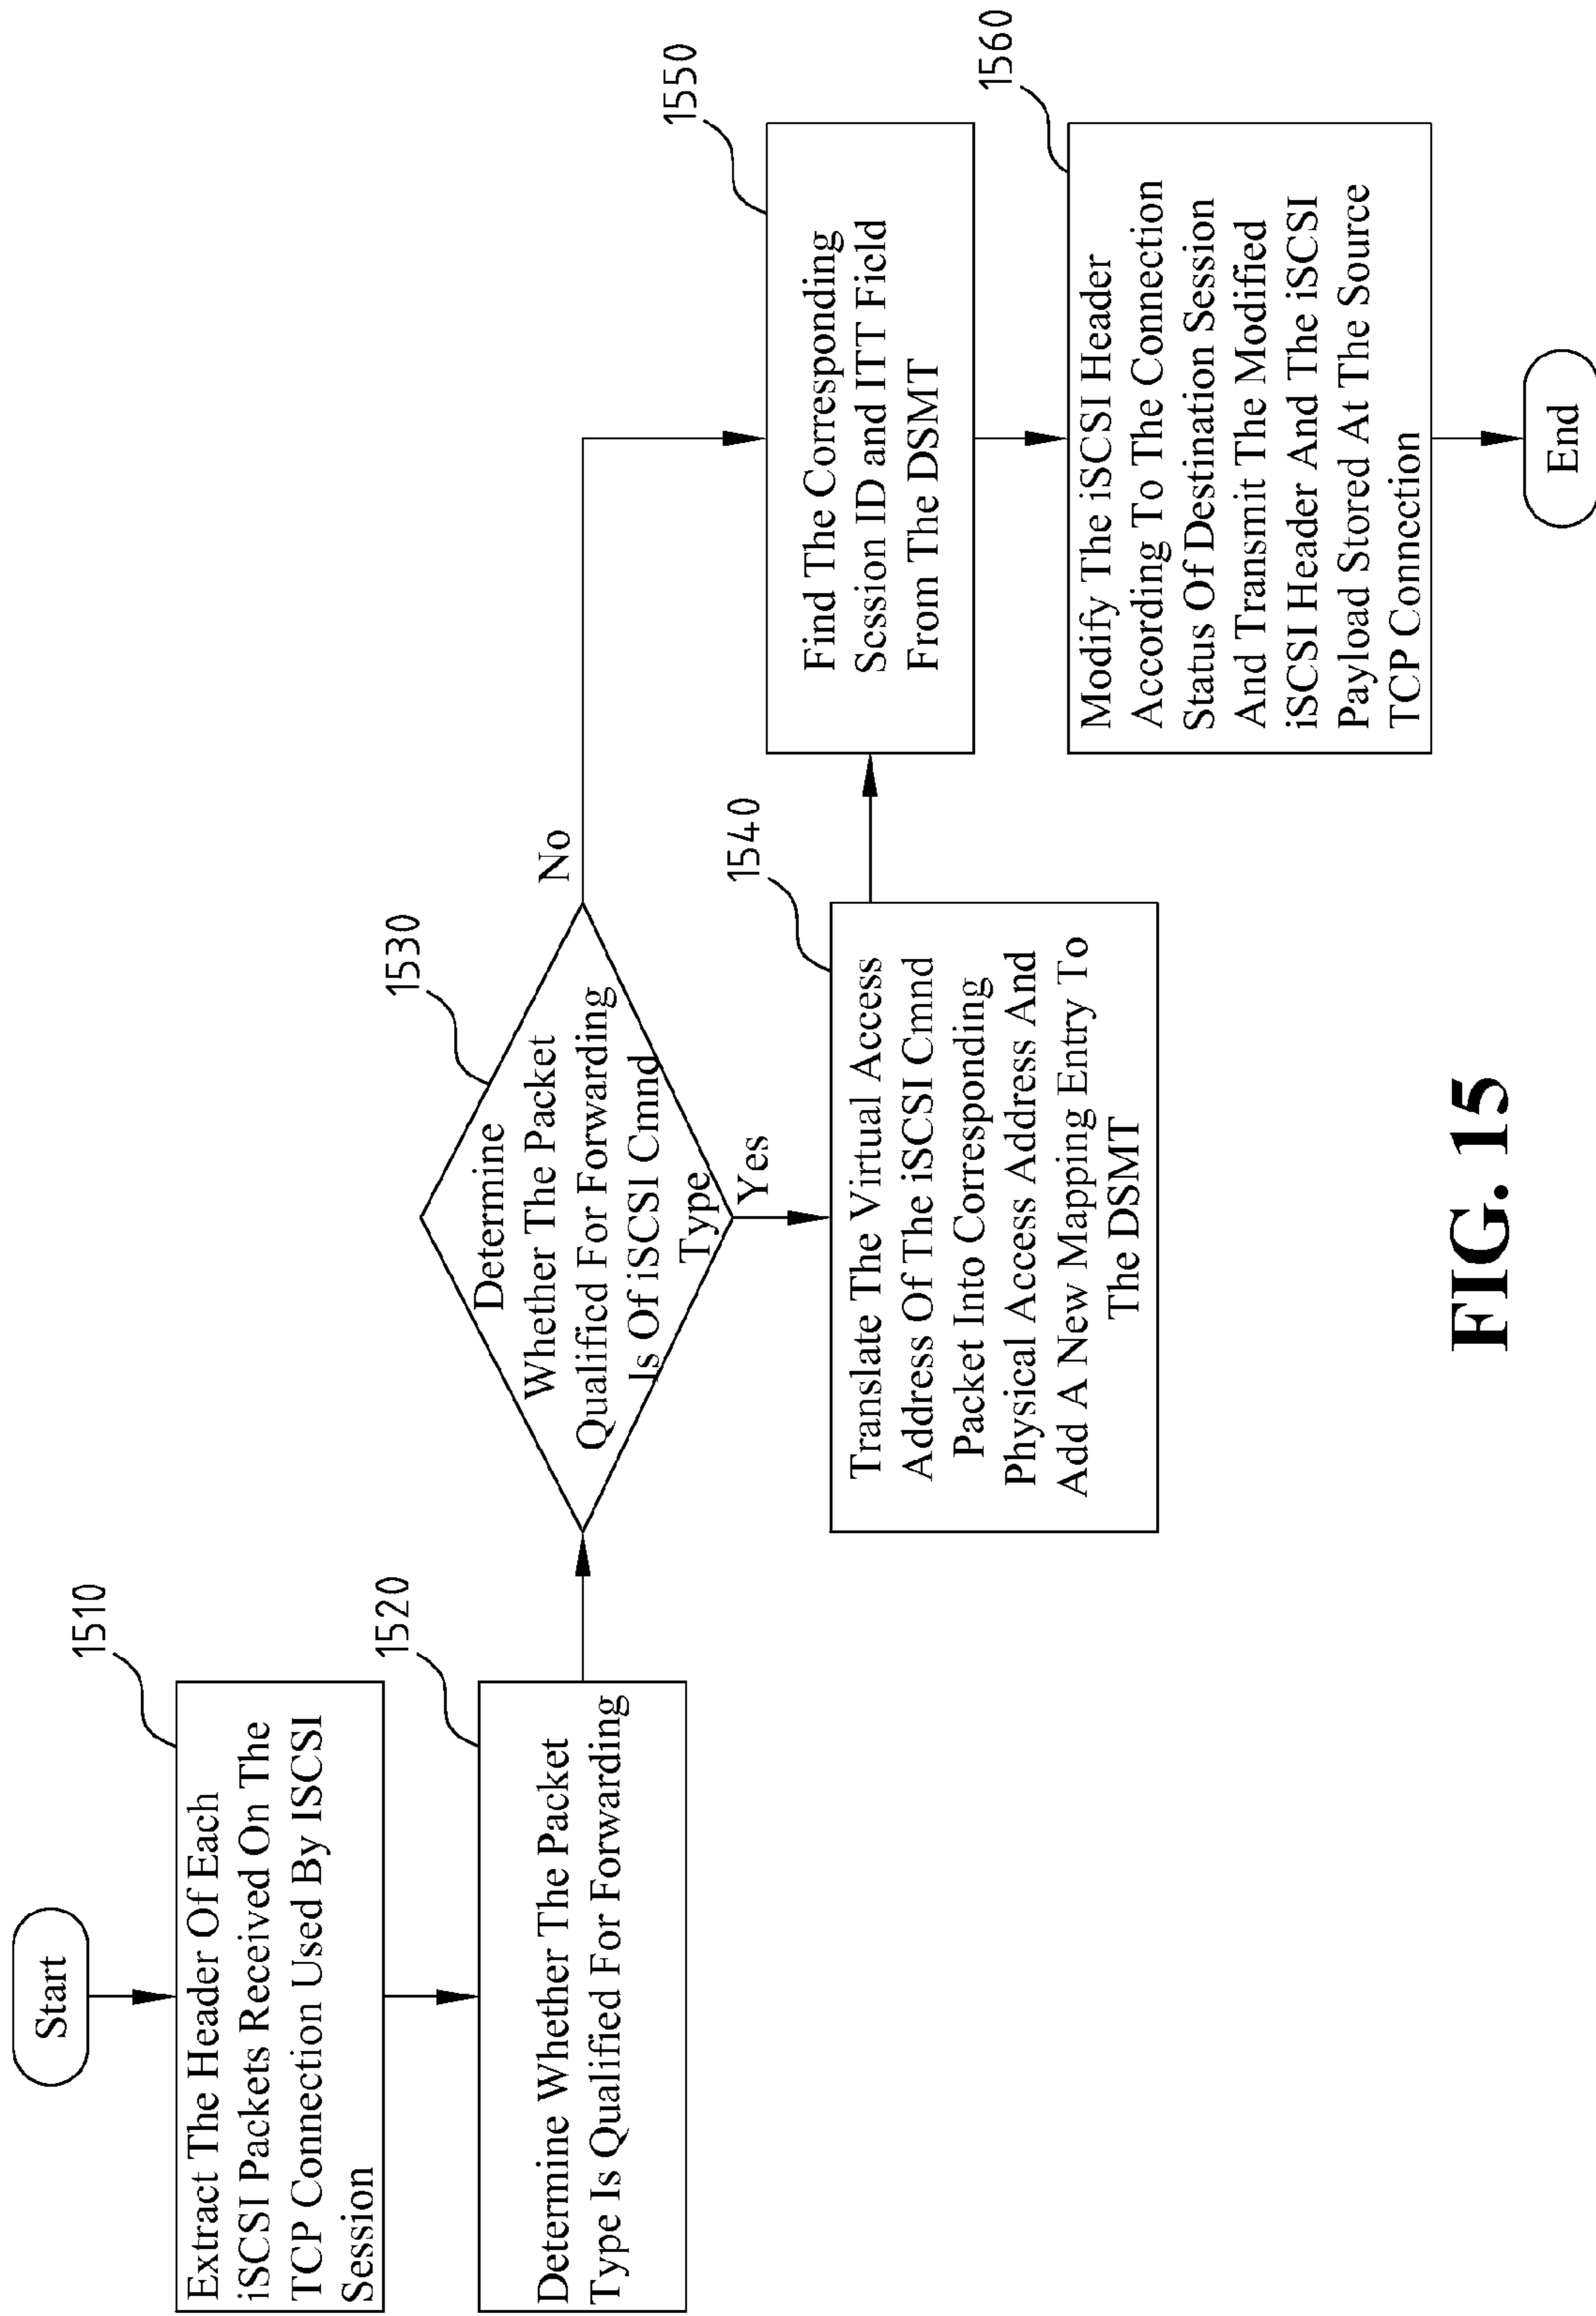 Start
1510
Extract The Header Of Each
iSCSI Packets Received On The
TCP Connection Used By ISCSI
Session
1520
Determine Whether The Packet
Type Is Qualified For Forwarding
1530
Determine
Whether The Packet
Qualified For Forwarding
Is Of iSCSI Cmnd
Type
No
Yes
1540
Translate The Virtual Access
Address Of The iSCSI Cmnd
Packet Into Corresponding
Physical Access Address And
Add A New Mapping Entry To
The DSMT
1550
Find The Corresponding
Session ID and ITT Field
From The DSMT
1560
Modify The iSCSI Header
According To The Connection
Status Of Destination Session
And Transmit The Modified
iSCSI Header And The iSCSI
Payload Stored At The Source
TCP Connection
End
FIG. 15